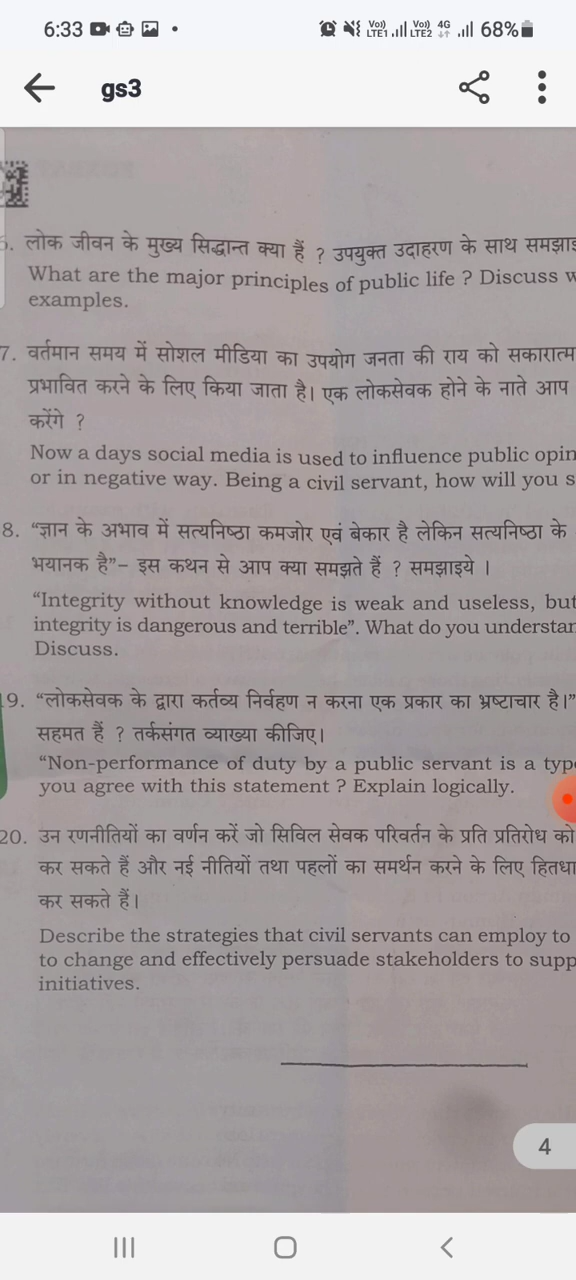 6:33
Vo)) LTE1 Vo)) LTE2 4G 68%
gs3
लोक जीवन के मुख्य सिद्धान्त क्या हैं ? उपयुक्त उदाहरण के साथ
What are the major principles of public life ? Discuss
examples.
7. वर्तमान समय में सोशल मीडिया का उपयोग जनता की राय को
प्रभावित करने के लिए किया जाता है। एक लोकसेवक होने के नाते आप
करेंगे ?
Now a days social media is used to influence public
or in negative way. Being a civil servant, how will you
8. “ज्ञान के अभाव में सत्यनिष्ठा कमजोर एवं बेकार है लेकिन सत्यनिष्ठा के
भयानक है”– इस कथन से आप क्या समझते हैं ? समझाइये ।
“Integrity without knowledge is weak and useless, but
integrity is dangerous and terrible”. What do you
Discuss.
19. “लोकसेवक के द्वारा कर्तव्य निर्वहण न करना एक प्रकार का भ्रष्टाचार है।”
सहमत हैं ? तर्कसंगत व्याख्या कीजिए।
“Non-performance of duty by a public servant is a
you agree with this statement ? Explain logically.
20. उन रणनीतियों का वर्णन करें जो सिविल सेवक परिवर्तन के प्रति प्रतिरोध को
कर सकते हैं और नई नीतियों तथा पहलों का समर्थन करने के लिए
कर सकते हैं।
Describe the strategies that civil servants can employ to
to change and effectively persuade stakeholders to
initiatives.
4